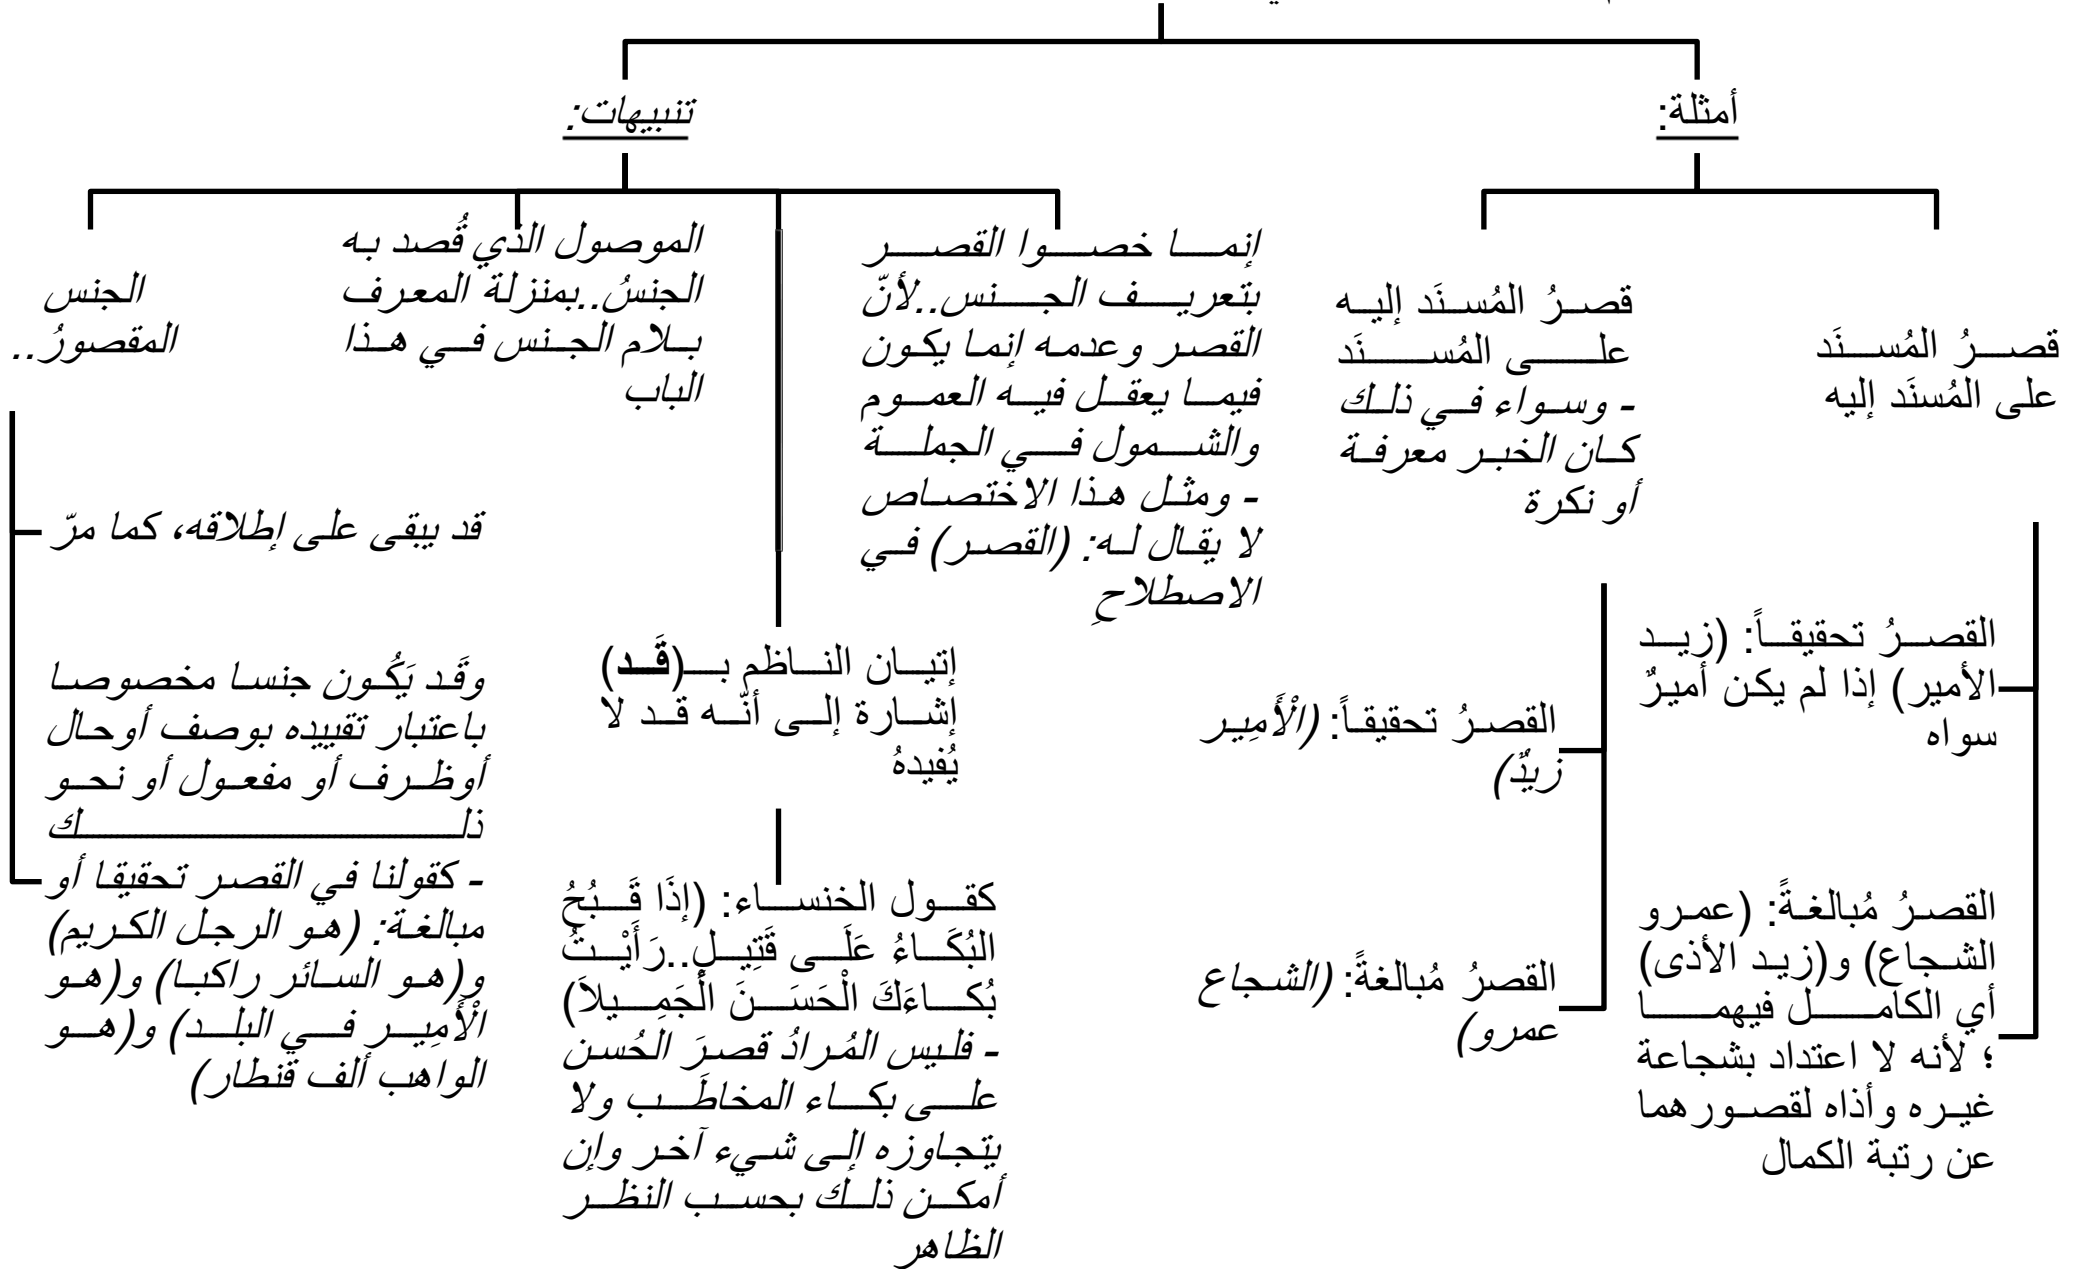 أمثلة:
قصرُ المُسنَد
على المُسنَد إليه
القصرُ تحقيقاً: (زيد
الأمير) إذا لم يكن أميرٌ
سواه
القصرُ مُبالغةً: (عمرو
الشجاع) و(زيد الأذى)
أي الكامل فيهما
؛ لأنه لا اعتداد بشجاعة
غيره وأذاه لقصورهما
عن رتبة الكمال
قصرُ المُسنَد إليه
على المُسنَد
- وسواء في ذلك
كان الخبر معرفة
أو نكرة
القصرُ تحقيقاً: (الْأَمِير
زيدٌ)
القصرُ مُبالغةً: (الشجاع
عمرو)
تنبيهات:
إنما خصوا القصر
بتعريف الجنس..لأنّ
القصر وعدمه إنما يكون
فيما يعقل فيه العموم
والشمول في الجملة
- ومثل هذا الاختصاص
لا يقال له: (القصر) في
الاصطلاحِ
إتيان الناظم بـ(قَد)
إشارة إلى أنّه قد لا
يُفيدهُ
كقول الخنساء: (إذَا قَبُحُ
البُكَاءُ عَلَى قَتِيلٍ..رَأَيْتُ
بُكاءَكَ الْحَسَنَ الْجَمِيلاَ)
- فليس المُرادُ قصرَ الحُسن
على بكاء المخاطَب ولا
يتجاوزه إلى شيء آخر وإن
أمكن ذلك بحسب النظر
الظاهر
الموصول الذي قُصد به
الجنسُ..بمنزلة المعرف
بلام الجنس في هذا
الباب
الجنس
المقصورُ..
قد يبقى على إطلاقه، كما مرّ
وقَد يَكُون جنسا مخصوصا
باعتبار تقييده بوصف أوحال
أوظرف أو مفعول أو نحو
ذلك
- كقولنا في القصر تحقيقا أو
مبالغة: (هو الرجل الكريم)
و(هو السائر راكبا) و(هو
الْأَمِير في البلد) و(هو
الواهب ألف قنطار)